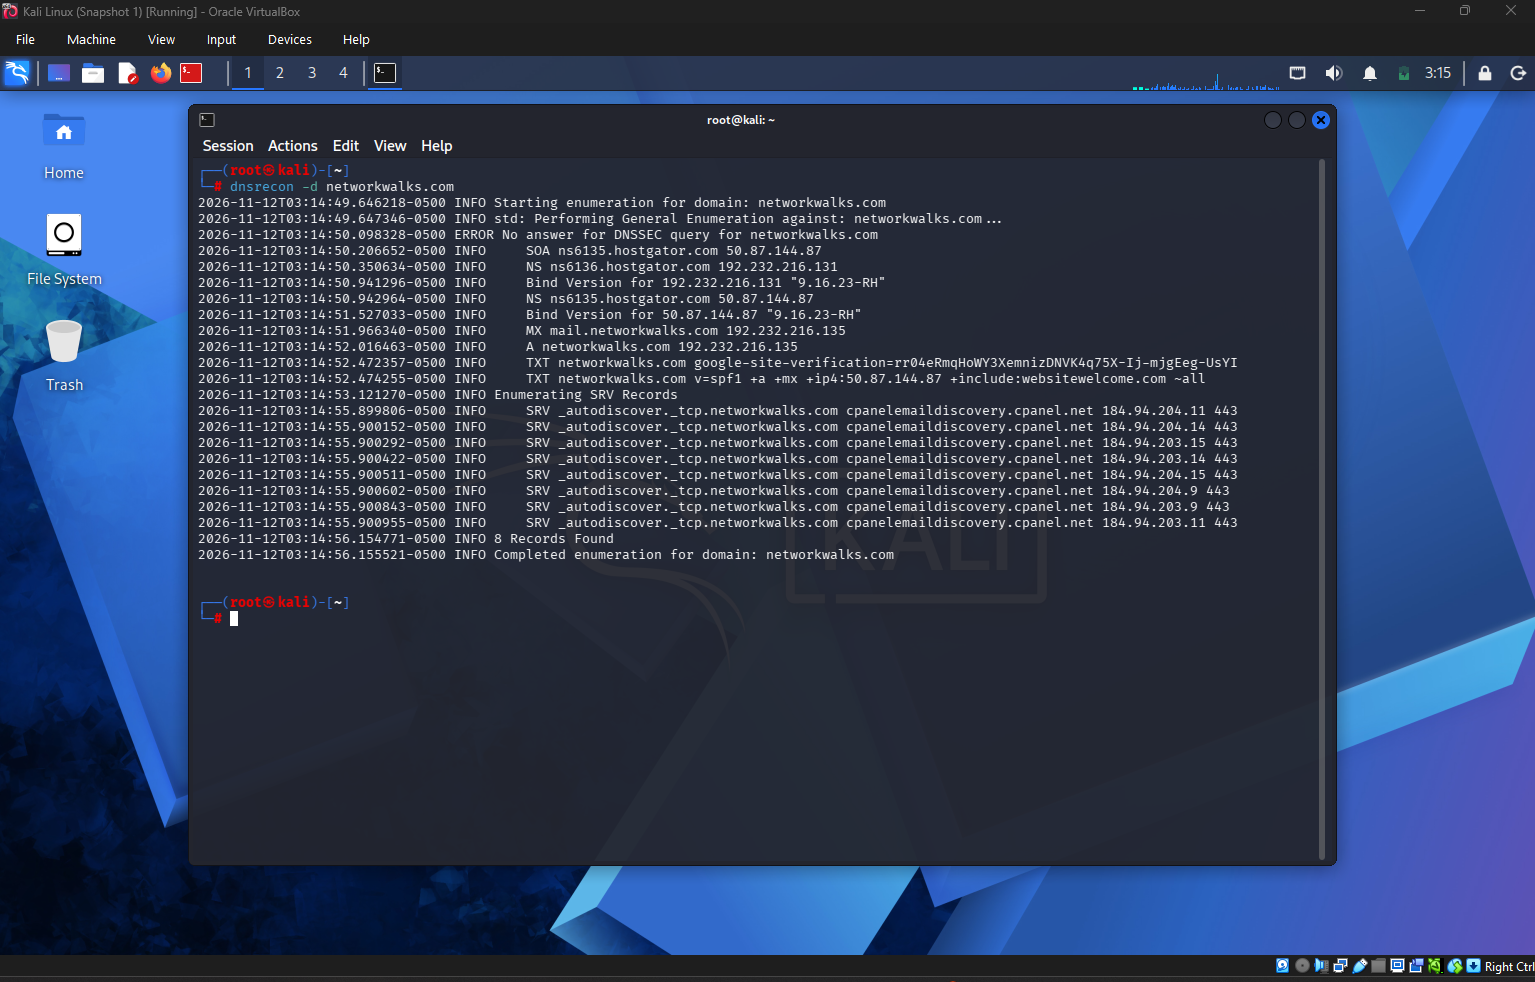 Kali Linux (Snapshot 1) [Running] - Oracle VirtualBox
File Machine View Input Devices Help
1 2 3 4 3:15
Home
File System
Trash
root@kali: ~
Session Actions Edit View Help
┌──(root㉿kali)-[~]
└─# dnsrecon -d networkwalks.com
2026-11-12T03:14:49.646218-0500 INFO Starting enumeration for domain: networkwalks.com
2026-11-12T03:14:49.647346-0500 INFO std: Performing General Enumeration against: networkwalks.com...
2026-11-12T03:14:50.098328-0500 ERROR No answer for DNSSEC query for networkwalks.com
2026-11-12T03:14:50.206652-0500 INFO     SOA ns6135.hostgator.com 50.87.144.87
2026-11-12T03:14:50.350634-0500 INFO     NS ns6136.hostgator.com 192.232.216.131
2026-11-12T03:14:50.941296-0500 INFO     Bind Version for 192.232.216.131 "9.16.23-RH"
2026-11-12T03:14:50.942964-0500 INFO     NS ns6135.hostgator.com 50.87.144.87
2026-11-12T03:14:51.527033-0500 INFO     Bind Version for 50.87.144.87 "9.16.23-RH"
2026-11-12T03:14:51.966340-0500 INFO     MX mail.networkwalks.com 192.232.216.135
2026-11-12T03:14:52.016463-0500 INFO     A networkwalks.com 192.232.216.135
2026-11-12T03:14:52.472357-0500 INFO     TXT networkwalks.com google-site-verification=rr04eRmqHoWY3XemnizDNVK4q75X-Ij-mjgEeg-UsYI
2026-11-12T03:14:52.474255-0500 INFO     TXT networkwalks.com v=spf1 +a +mx +ip4:50.87.144.87 +include:websitewelcome.com ~all
2026-11-12T03:14:53.121270-0500 INFO Enumerating SRV Records
2026-11-12T03:14:55.899806-0500 INFO     SRV _autodiscover._tcp.networkwalks.com cpanelemaildiscovery.cpanel.net 184.94.204.11 443
2026-11-12T03:14:55.900152-0500 INFO     SRV _autodiscover._tcp.networkwalks.com cpanelemaildiscovery.cpanel.net 184.94.204.14 443
2026-11-12T03:14:55.900292-0500 INFO     SRV _autodiscover._tcp.networkwalks.com cpanelemaildiscovery.cpanel.net 184.94.203.15 443
2026-11-12T03:14:55.900422-0500 INFO     SRV _autodiscover._tcp.networkwalks.com cpanelemaildiscovery.cpanel.net 184.94.203.14 443
2026-11-12T03:14:55.900511-0500 INFO     SRV _autodiscover._tcp.networkwalks.com cpanelemaildiscovery.cpanel.net 184.94.204.15 443
2026-11-12T03:14:55.900602-0500 INFO     SRV _autodiscover._tcp.networkwalks.com cpanelemaildiscovery.cpanel.net 184.94.204.9 443
2026-11-12T03:14:55.900843-0500 INFO     SRV _autodiscover._tcp.networkwalks.com cpanelemaildiscovery.cpanel.net 184.94.203.9 443
2026-11-12T03:14:55.900955-0500 INFO     SRV _autodiscover._tcp.networkwalks.com cpanelemaildiscovery.cpanel.net 184.94.203.11 443
2026-11-12T03:14:56.154771-0500 INFO 8 Records Found
2026-11-12T03:14:56.155521-0500 INFO Completed enumeration for domain: networkwalks.com
KALI
┌──(root㉿kali)-[~]
└─#
Right Ctrl